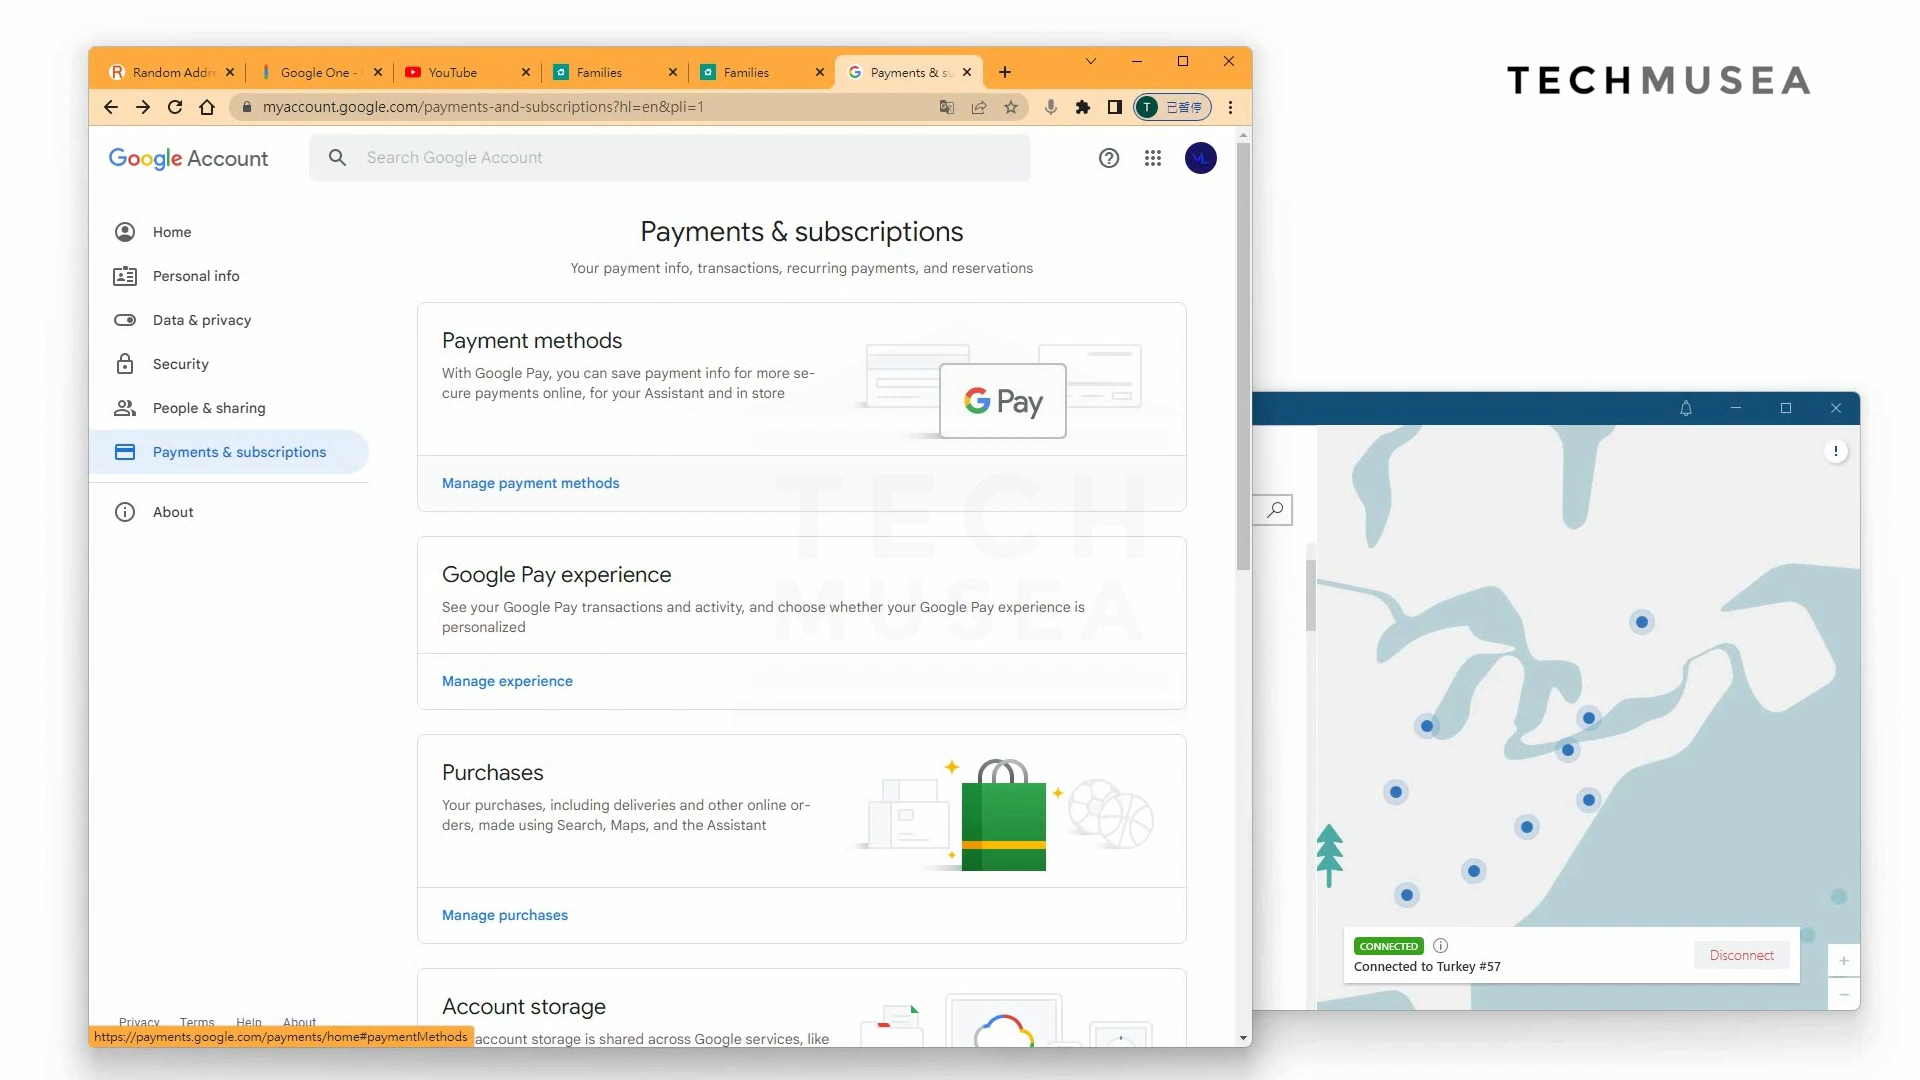 TECHMUSEA
Random Addre
Google One -
YouTube
Families
Families
Payments & su
myaccount.google.com/payments-and-subscriptions?hl=en&pli=1
T
已暫停
Google Account
Search Google Account
VL
Home
Personal info
Data & privacy
Security
People & sharing
Payments & subscriptions
About
Payments & subscriptions
Your payment info, transactions, recurring payments, and reservations
Payment methods
With Google Pay, you can save payment info for more se-
cure payments online, for your Assistant and in store
G Pay
Manage payment methods
Google Pay experience
See your Google Pay transactions and activity, and choose whether your Google Pay experience is
personalized
Manage experience
TECH
MUSEA
Purchases
Your purchases, including deliveries and other online or-
ders, made using Search, Maps, and the Assistant
Manage purchases
Account storage
account storage is shared across Google services, like
Privacy Terms Help About
https://payments.google.com/payments/home#paymentMethods
CONNECTED
Connected to Turkey #57
Disconnect